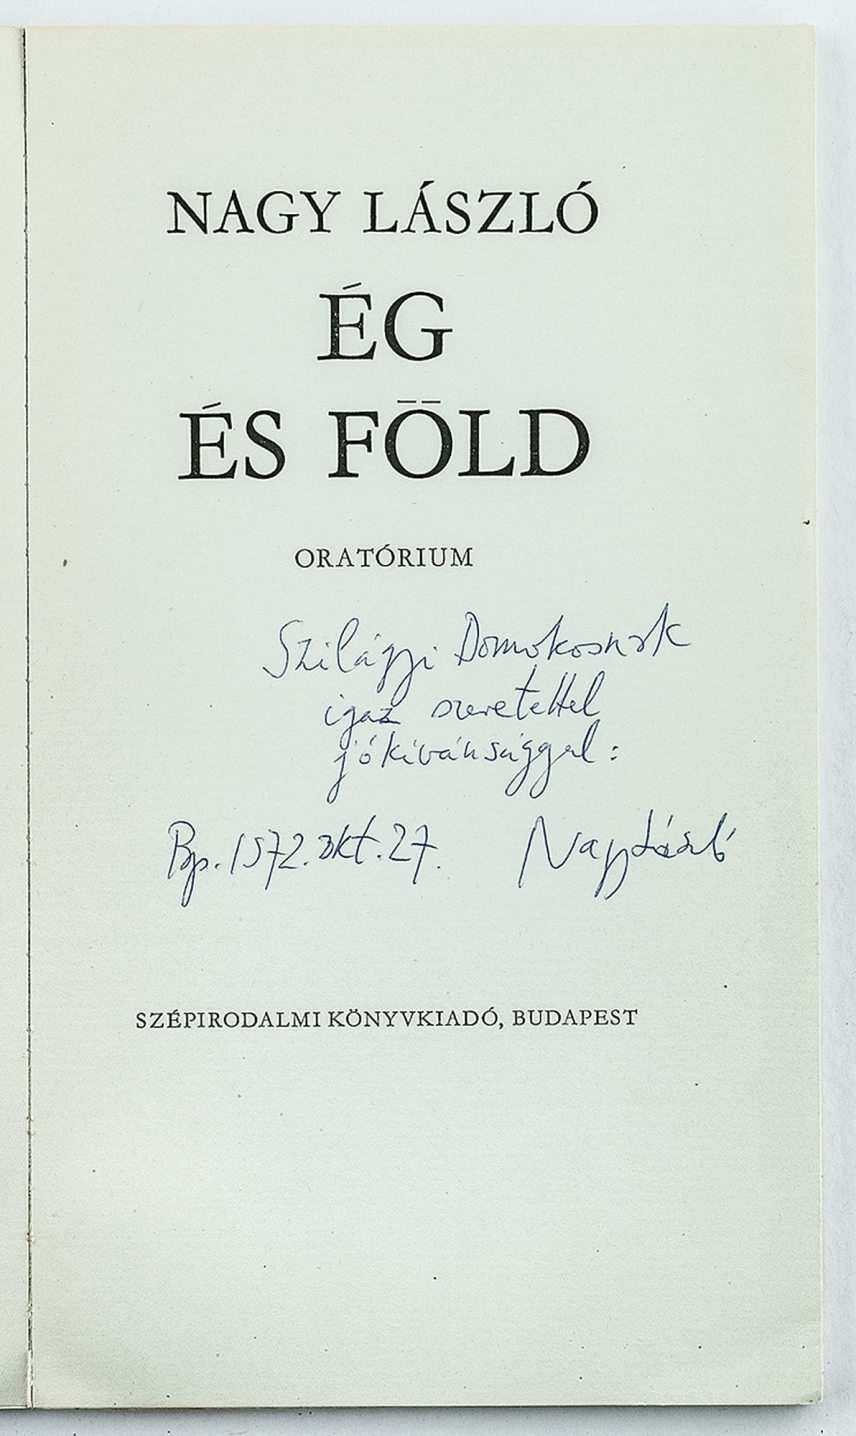 NAGY LÁSZLÓ
ÉG
ÉS FÖLD
ORATÓRIUM
Szilágyi Domokosnak
igaz szeretettel
jókivánsággal:
Bp. 1972. okt. 27. Nagy László
SZÉPIRODALMI KÖNYVKIADÓ, BUDAPEST